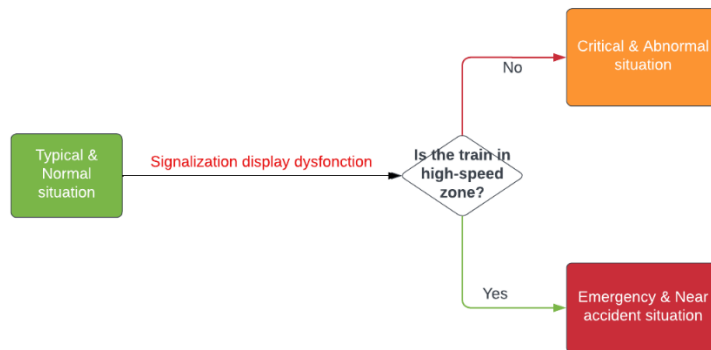 Critical & Abnormal
situation
No
Typical &
Normal
situation
Signalization display dysfonction
Is the train in
high-speed
zone?
Yes
Emergency & Near
accident situation